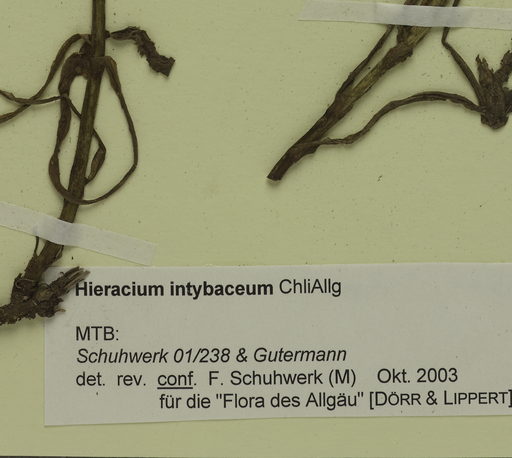 Hieracium intybaceum ChliAllg
MTB:
Schuhwerk 01/238 & Gutermann
det. rev. conf. F. Schuhwerk (M) Okt. 2003
für die "Flora des Allgäu" [DÖRR & LIPPERT]